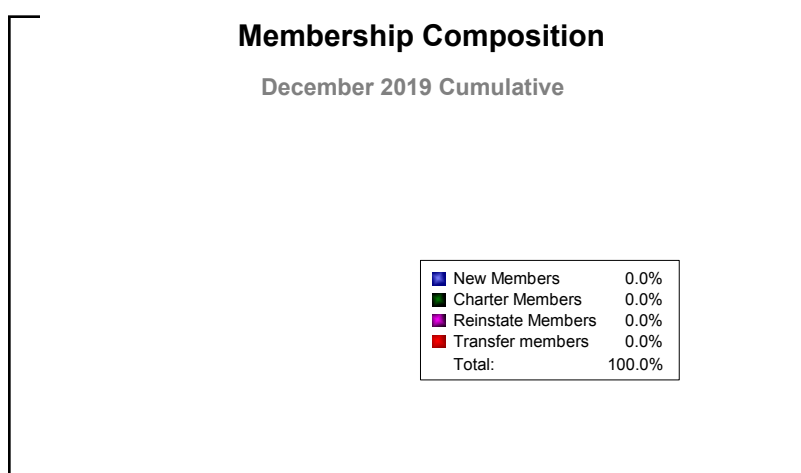 Membership Composition
December 2019 Cumulative
New Members 0.0%
Charter Members 0.0%
Reinstate Members 0.0%
Transfer members 0.0%
Total: 100.0%